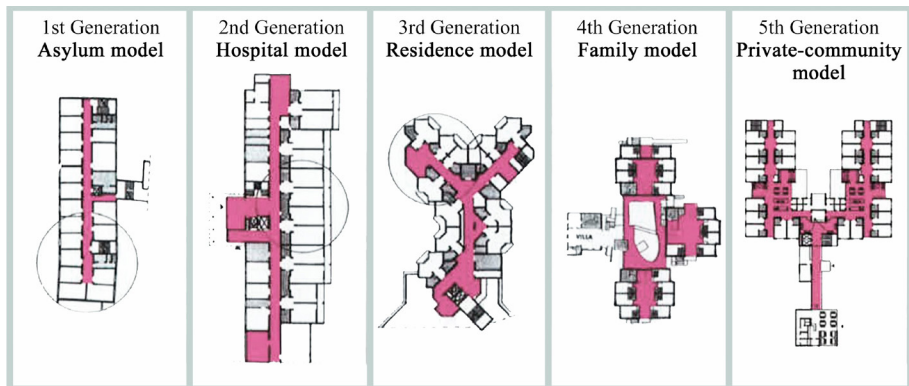 1st Generation
Asylum model
2nd Generation
Hospital model
3rd Generation
Residence model
4th Generation
Family model
5th Generation
Private-community
model
VILLA